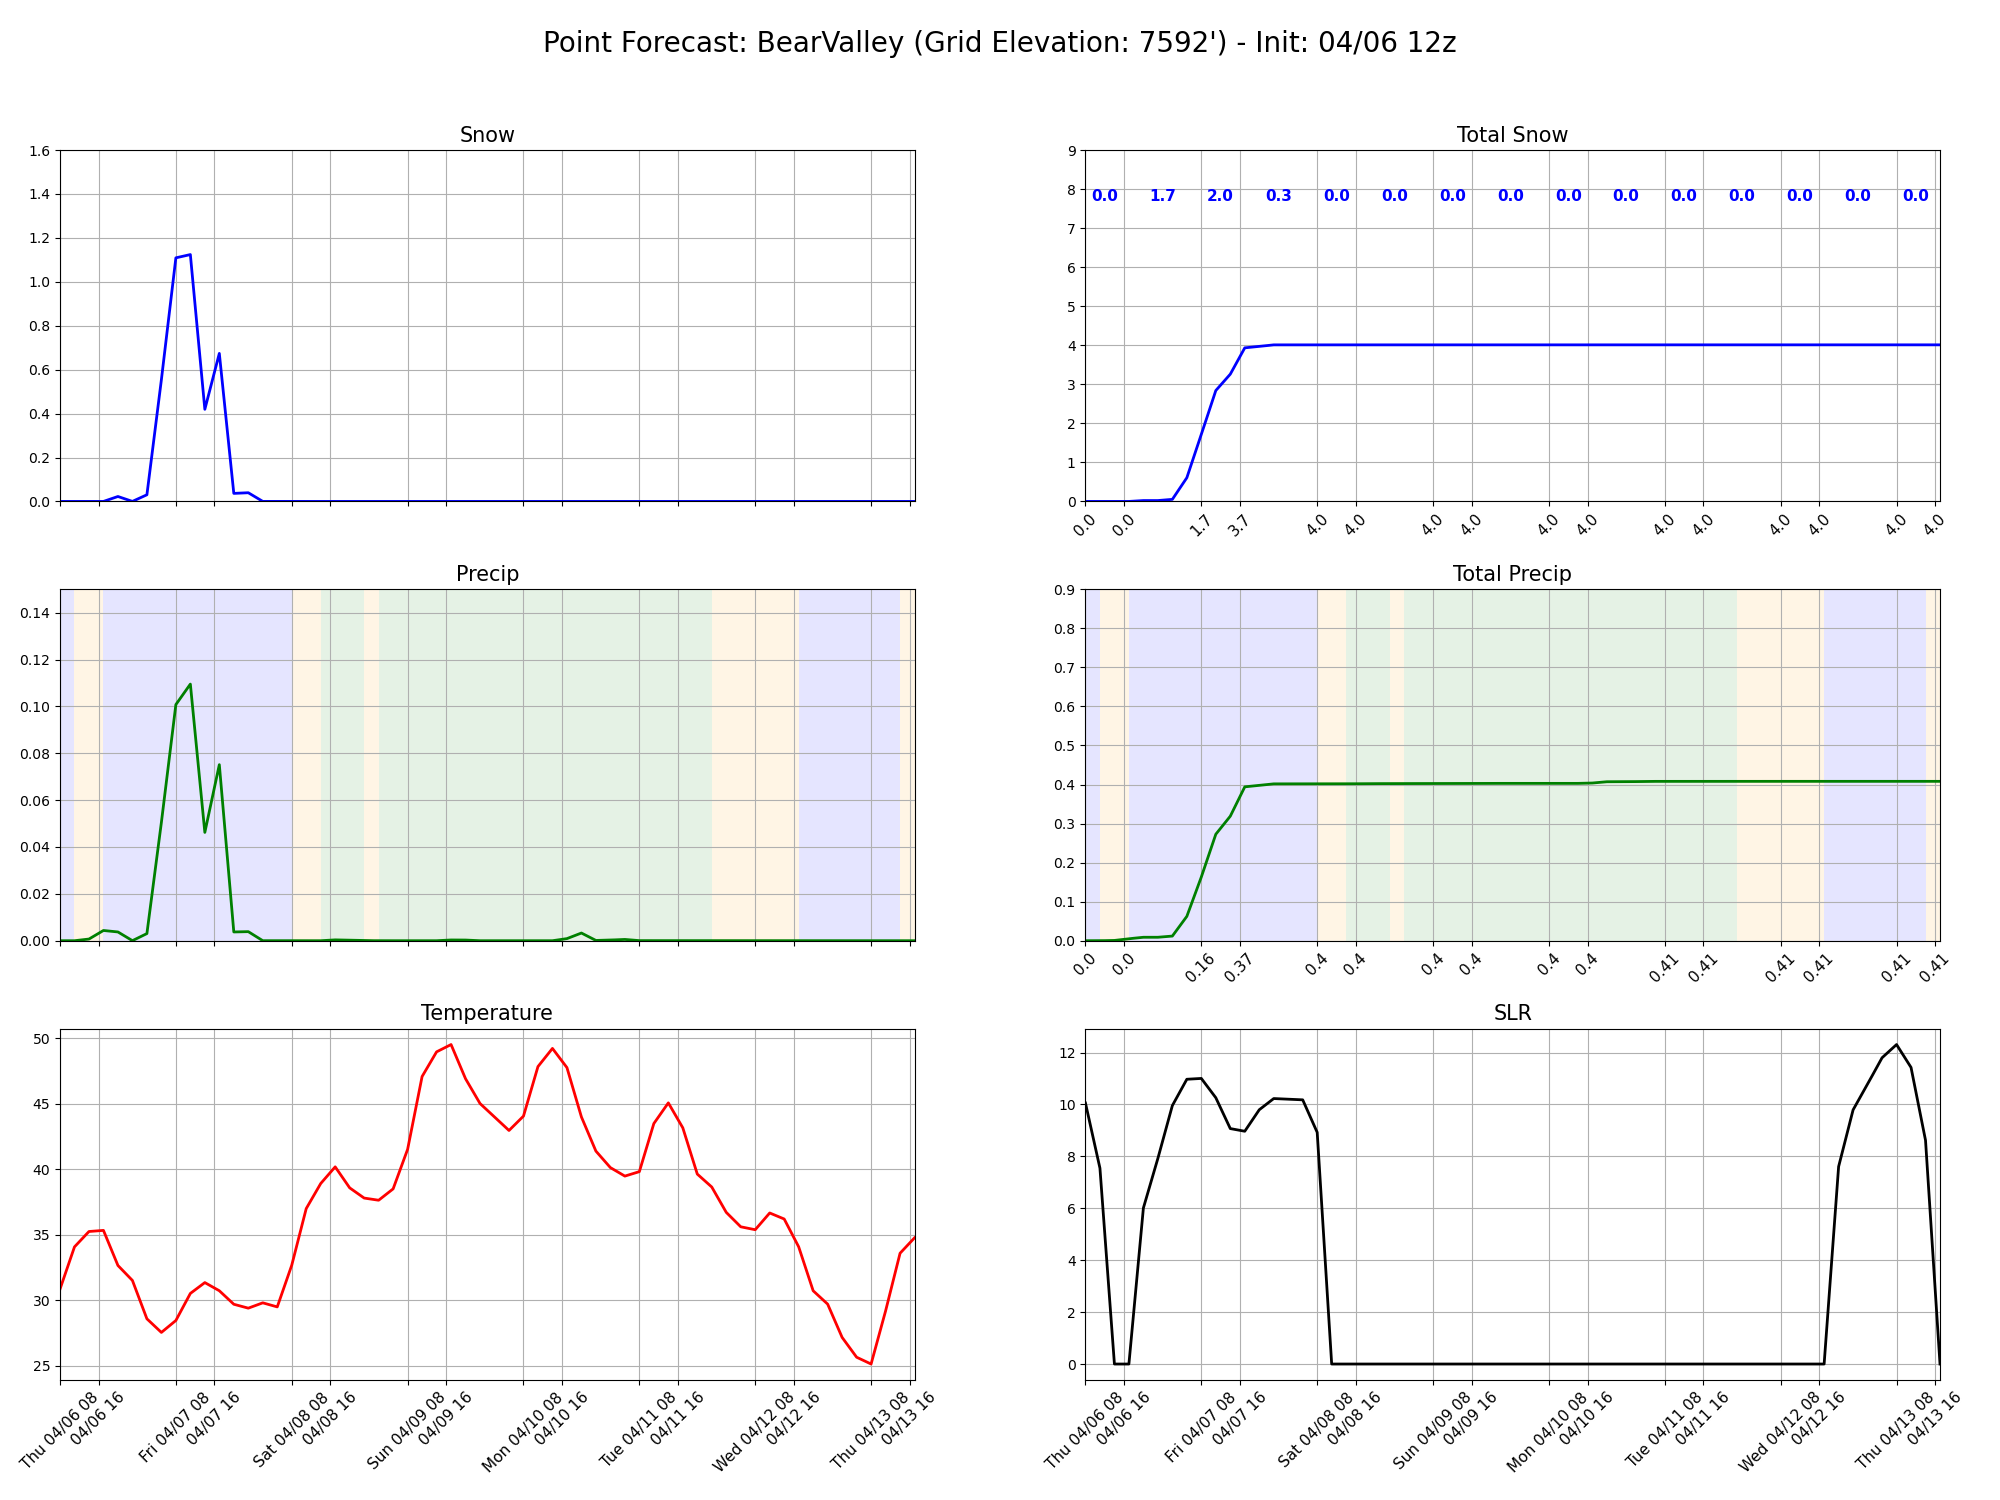 Point Forecast: BearValley (Grid Elevation: 7592') - Init: 04/06 12z
Snow
1.6
1.4
1.2
1.0
0.8
0.6
0.4
0.2
0.0
Total Snow
9
8
7
6
5
4
3
2
1
0
0.0 1.7 2.0 0.3 0.0 0.0 0.0 0.0 0.0 0.0 0.0 0.0 0.0 0.0 0.0
0.0 0.0 1.7 3.7 4.0 4.0 4.0 4.0 4.0 4.0 4.0 4.0 4.0 4.0 4.0 4.0
Precip
0.14
0.12
0.10
0.08
0.06
0.04
0.02
0.00
Total Precip
0.9
0.8
0.7
0.6
0.5
0.4
0.3
0.2
0.1
0.0
0.0 0.0 0.16 0.37 0.4 0.4 0.4 0.4 0.4 0.4 0.41 0.41 0.41 0.41 0.41 0.41
Temperature
50
45
40
35
30
25
Thu 04/06 08
04/06 16
Fri 04/07 08
04/07 16
Sat 04/08 08
04/08 16
Sun 04/09 08
04/09 16
Mon 04/10 08
04/10 16
Tue 04/11 08
04/11 16
Wed 04/12 08
04/12 16
Thu 04/13 08
04/13 16
SLR
12
10
8
6
4
2
0
Thu 04/06 08
04/06 16
Fri 04/07 08
04/07 16
Sat 04/08 08
04/08 16
Sun 04/09 08
04/09 16
Mon 04/10 08
04/10 16
Tue 04/11 08
04/11 16
Wed 04/12 08
04/12 16
Thu 04/13 08
04/13 16